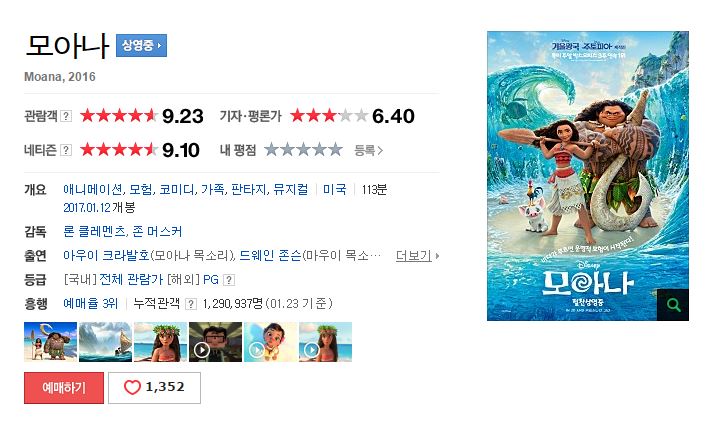 모아나 상영중
Moana, 2016
관람객 ? 9.23 기자·평론가 6.40
네티즌 ? 9.10 내 평점 등록 >
개요 애니메이션, 모험, 코미디, 가족, 판타지, 뮤지컬 | 미국 | 113분
2017.01.12 개봉
감독 론 클레멘츠, 존 머스커
출연 아우이 크라발호(모아나 목소리), 드웨인 존슨(마우이 목소… 더보기
등급 [국내] 전체 관람가 [해외] PG ?
흥행 예매율 3위 | 누적관객 ? 1,290,937명 (01.23 기준)
예매하기 1,352
Disney
겨울왕국 주토피아 제작진
Disney
모아나
절찬상영중